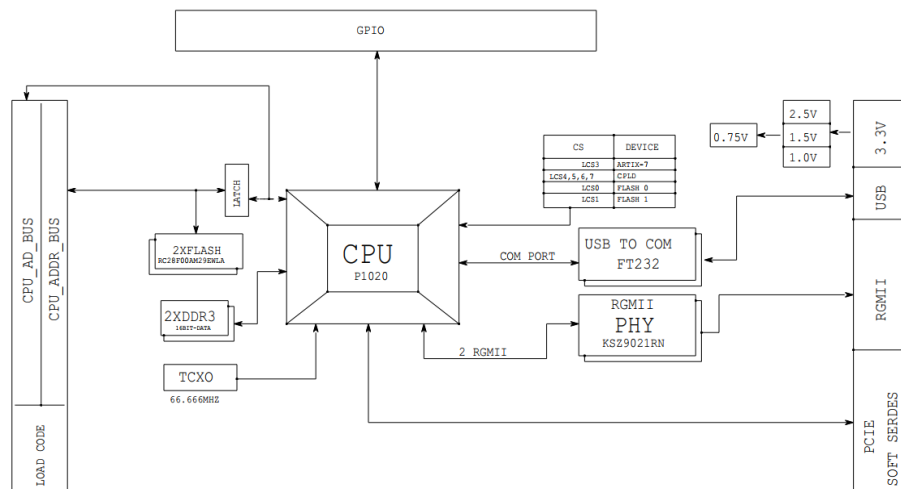 GPIO
2.5V
1.5V
1.0V
0.75V
3.3V
CS DEVICE
LCS3 ARTIX-7
LCS4,5,6,7 CPLD
LCS0 FLASH 0
LCS1 FLASH 1
LATCH
USB
CPU_AD_BUS
CPU_ADDR_BUS
2XFLASH
RC28F00AM29EWLA
CPU
P1020
COM PORT
USB TO COM
FT232
RGMII
PHY
KSZ9021RN
RGMII
2XDDR3
16BIT-DATA
2 RGMII
TCXO
66.666MHZ
LOAD CODE
PCIE
SOFT SERDES